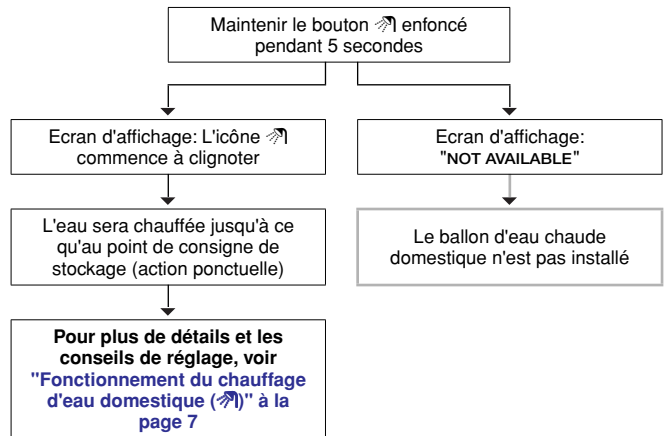 Maintenir le bouton enfoncé
pendant 5 secondes
Ecran d'affichage: L'icône
commence à clignoter
Ecran d'affichage:
"NOT AVAILABLE"
L'eau sera chauffée jusqu'à ce
qu'au point de consigne de
stockage (action ponctuelle)
Le ballon d'eau chaude
domestique n'est pas installé
Pour plus de détails et les
conseils de réglage, voir
"Fonctionnement du chauffage
d'eau domestique ()" à la
page 7